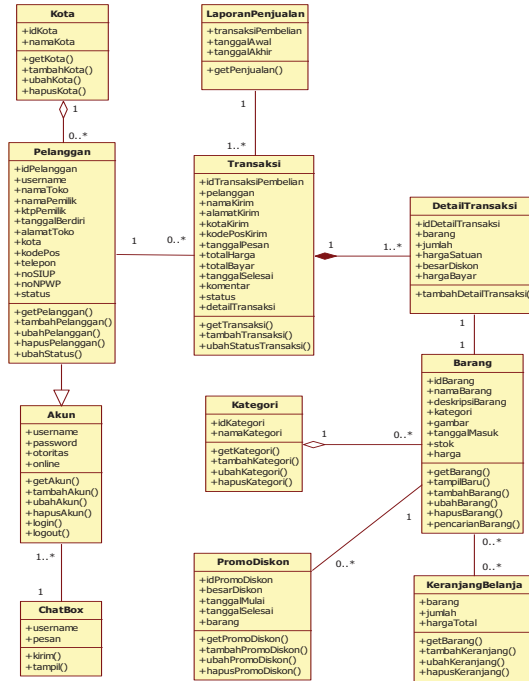 Kota
+idKota
+namaKota
+getKota()
+tambahKota()
+ubahKota()
+hapusKota()
1
0..*
LaporanPenjualan
+transaksiPembelian
+tanggalAwal
+tanggalAkhir
+getPenjualan()
1
1..*
Pelanggan
+idPelanggan
+username
+namaToko
+namaPemilik
+ktpPemilik
+tanggalBerdiri
+alamatToko
+kota
+kodePos
+telepon
+noSIUP
+noNPWP
+status
+getPelanggan()
+tambahPelanggan()
+ubahPelanggan()
+hapusPelanggan()
+ubahStatus()
1
0..*
Transaksi
+idTransaksiPembelian
+pelanggan
+namaKirim
+alamatKirim
+kotaKirim
+kodePosKirim
+tanggalPesan
+totalHarga
+totalBayar
+tanggalSelesai
+komentar
+status
+detailTransaksi
+getTransaksi()
+tambahTransaksi()
+ubahStatusTransaksi()
1
1..*
DetailTransaksi
+idDetailTransaksi
+barang
+jumlah
+hargaSatuan
+besarDiskon
+hargaBayar
+tambahDetailTransaksi()
1
1
Barang
+idBarang
+namaBarang
+deskripsiBarang
+kategori
+gambar
+tanggalMasuk
+stok
+harga
+getBarang()
+tampilBaru()
+tambahBarang()
+ubahBarang()
+hapusBarang()
+pencarianBarang()
Kategori
+idKategori
+namaKategori
+getKategori()
+tambahKategori()
+ubahKategori()
+hapusKategori()
1
0..*
Akun
+username
+password
+otoritas
+online
+getAkun()
+tambahAkun()
+ubahAkun()
+hapusAkun()
+login()
+logout()
1..*
1
ChatBox
+username
+pesan
+kirim()
+tampil()
1
0..*
PromoDiskon
+idPromoDiskon
+besarDiskon
+tanggalMulai
+tanggalSelesai
+barang
+getPromoDiskon()
+tambahPromoDiskon()
+ubahPromoDiskon()
+hapusPromoDiskon()
0..*
0..*
KeranjangBelanja
+barang
+jumlah
+hargaTotal
+getBarang()
+tambahKeranjang()
+ubahKeranjang()
+hapusKeranjang()